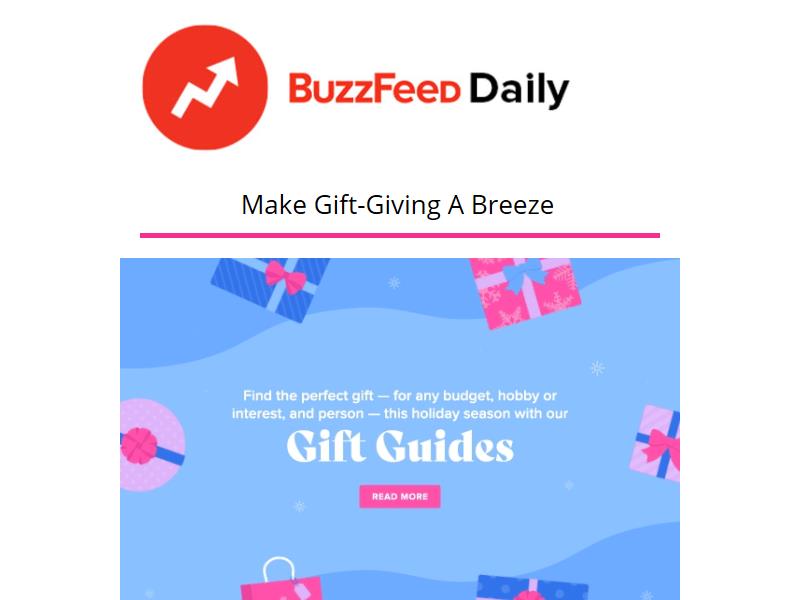 BuzzFeed Daily
Make Gift-Giving A Breeze
Find the perfect gift — for any budget, hobby or
interest, and person — this holiday season with our
Gift Guides
READ MORE